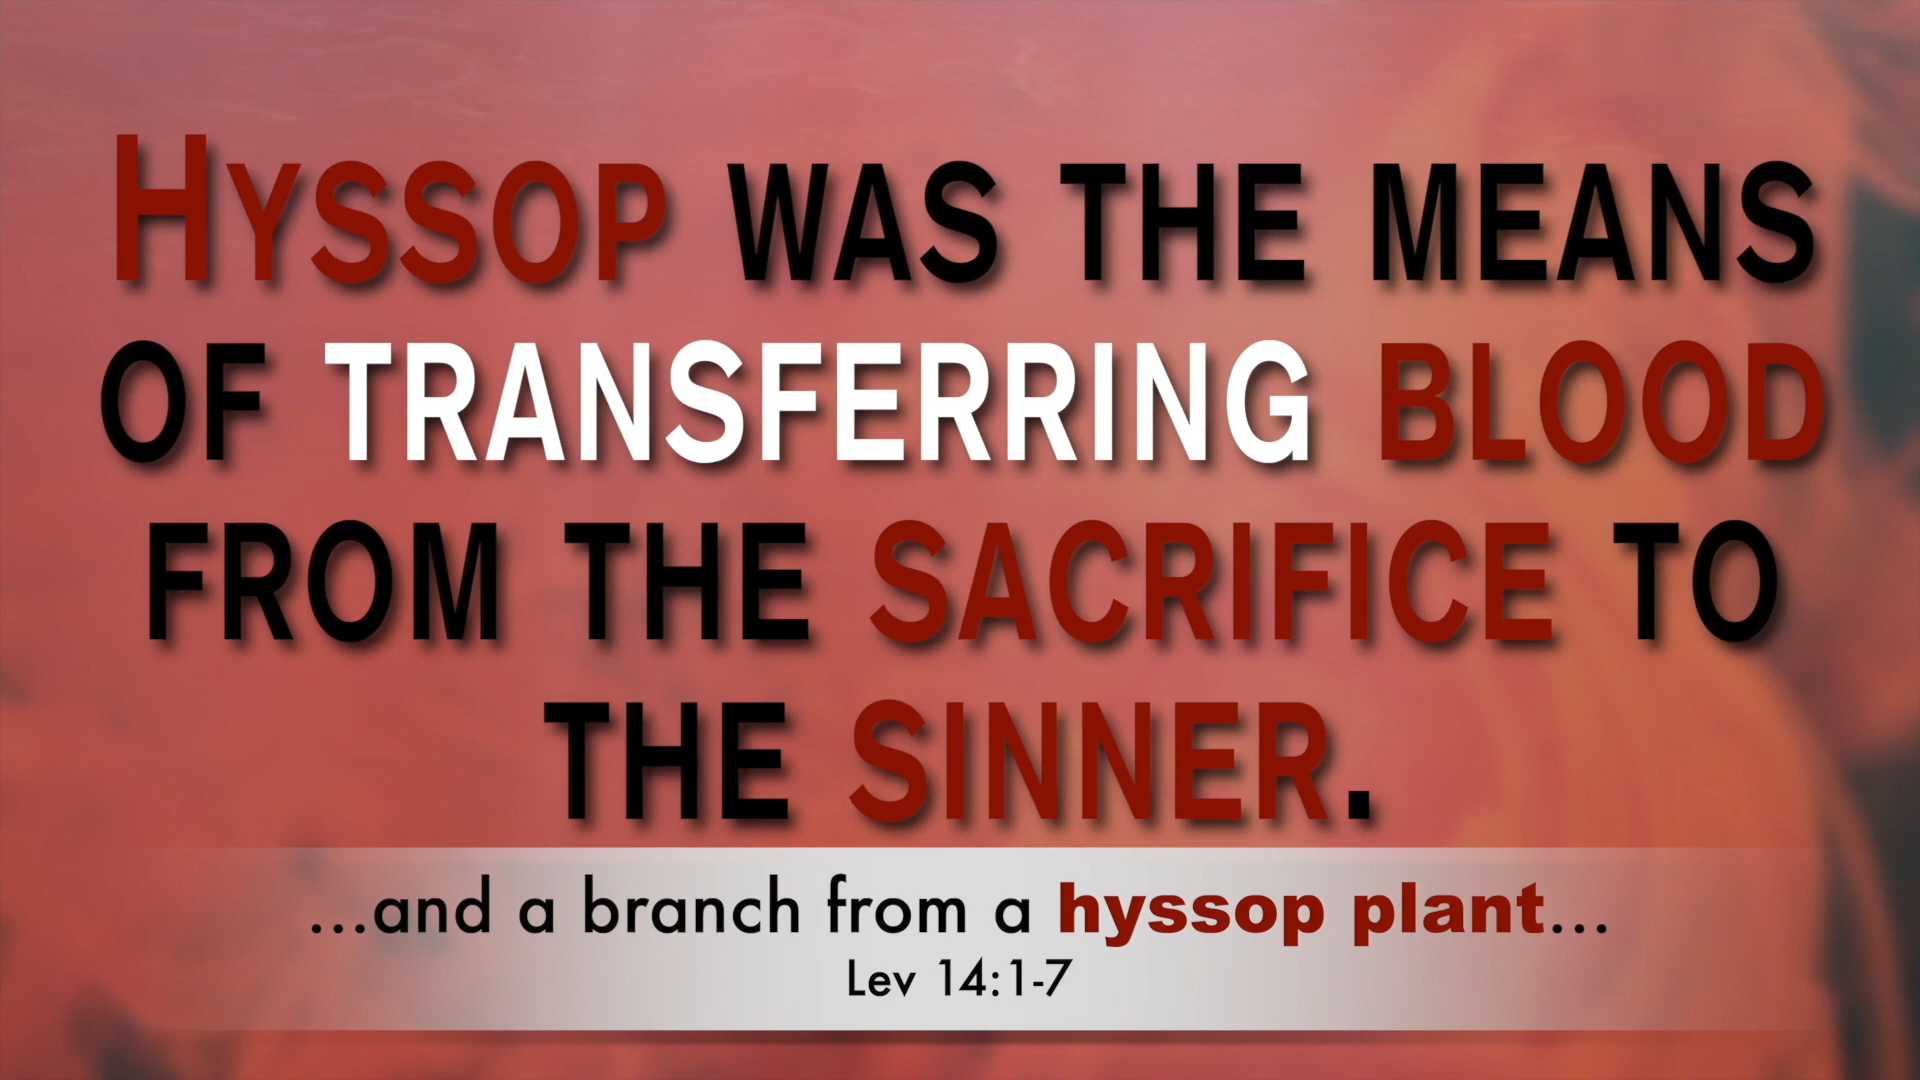 HYSSOP WAS THE MEANS
OF TRANSFERRING BLOOD
FROM THE SACRIFICE TO
THE SINNER.
...and a branch from a hyssop plant...
Lev 14:1-7